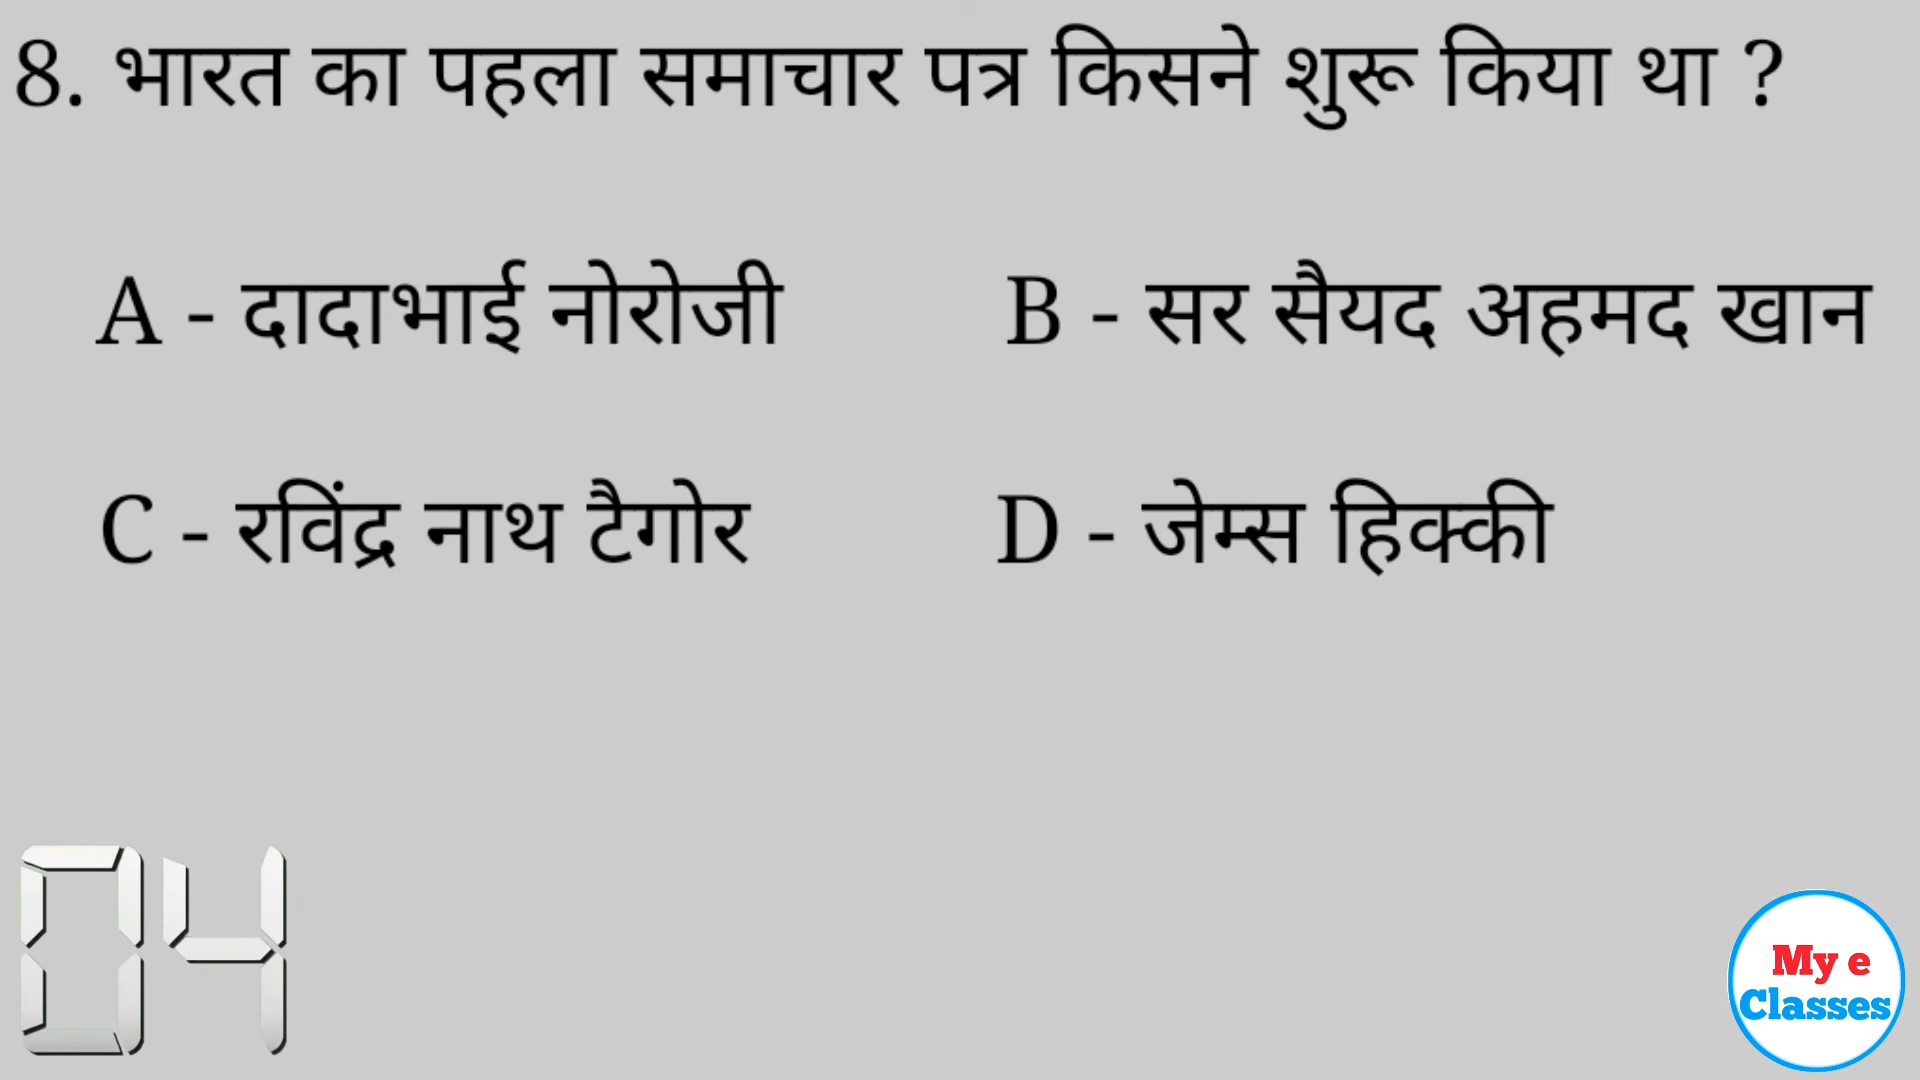 8. भारत का पहला समाचार पत्र किसने शुरू किया था ?
A - दादाभाई नोरोजी
B - सर सैयद अहमद खान
C - रविंद्र नाथ टैगोर
D - जेम्स हिक्की
04
My e
Classes